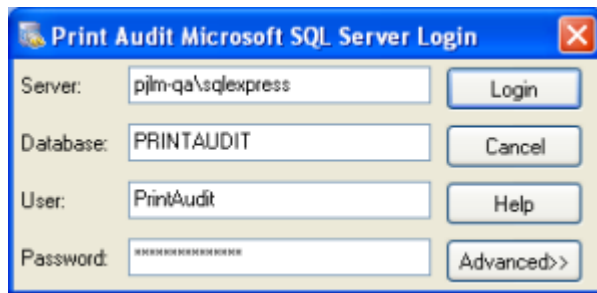 Print Audit Microsoft SQL Server Login
Server: pjlm-qa\sqlexpress Login
Database: PRINTAUDIT Cancel
User: PrintAudit Help
Password: *************** Advanced>>